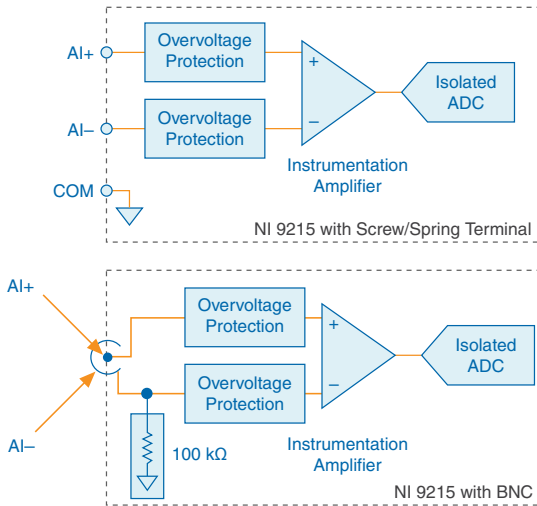 AI+
Overvoltage
Protection
+
Isolated
ADC
AI–
Overvoltage
Protection
–
Instrumentation
Amplifier
COM
NI 9215 with Screw/Spring Terminal
AI+
Overvoltage
Protection
+
Isolated
ADC
Overvoltage
Protection
–
AI–
100 kΩ
Instrumentation
Amplifier
NI 9215 with BNC